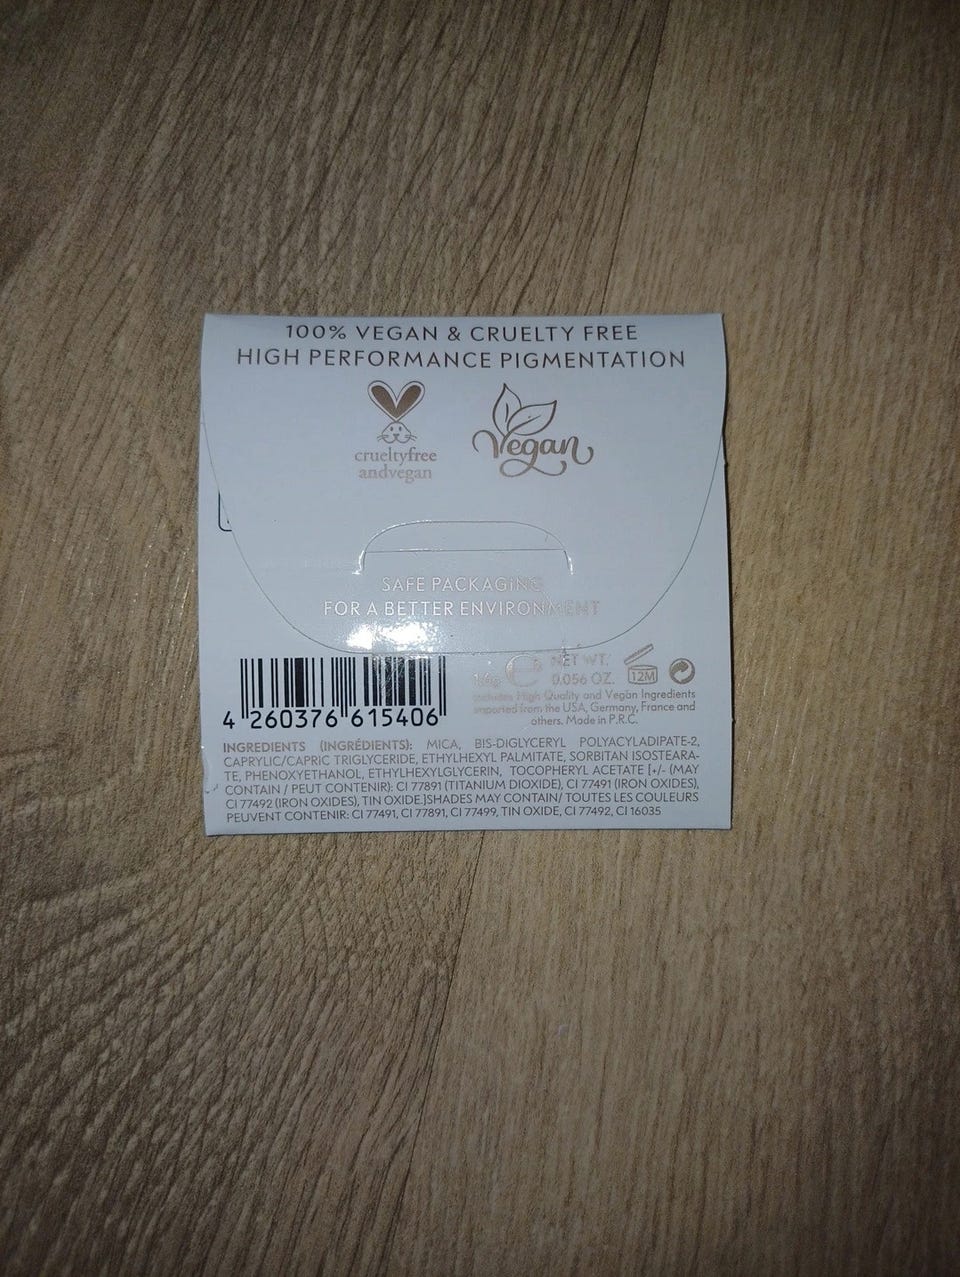 100% VEGAN & CRUELTY FREE
HIGH PERFORMANCE PIGMENTATION
crueltyfree
andvegan
Vegan
SAFE PACKAGING
FOR A BETTER ENVIRONMENT
4 260376 615406
1.6g e NET WT.
0.056 OZ.
12M
includes High Quality and Vegan Ingredients
imported from the USA, Germany, France and
others. Made in P.R.C.
INGREDIENTS (INGRÉDIENTS): MICA, BIS-DIGLYCERYL POLYACYLADIPATE-2,
CAPRYLIC/CAPRIC TRIGLYCERIDE, ETHYLHEXYL PALMITATE, SORBITAN ISOSTEARA-
TE, PHENOXYETHANOL, ETHYLHEXYLGLYCERIN, TOCOPHERYL ACETATE [+/- (MAY
CONTAIN / PEUT CONTENIR): CI 77891 (TITANIUM DIOXIDE), CI 77491 (IRON OXIDES),
CI 77492 (IRON OXIDES), TIN OXIDE.]SHADES MAY CONTAIN/ TOUTES LES COULEURS
PEUVENT CONTENIR: CI 77491, CI 77891, CI 77499, TIN OXIDE, CI 77492, CI 16035